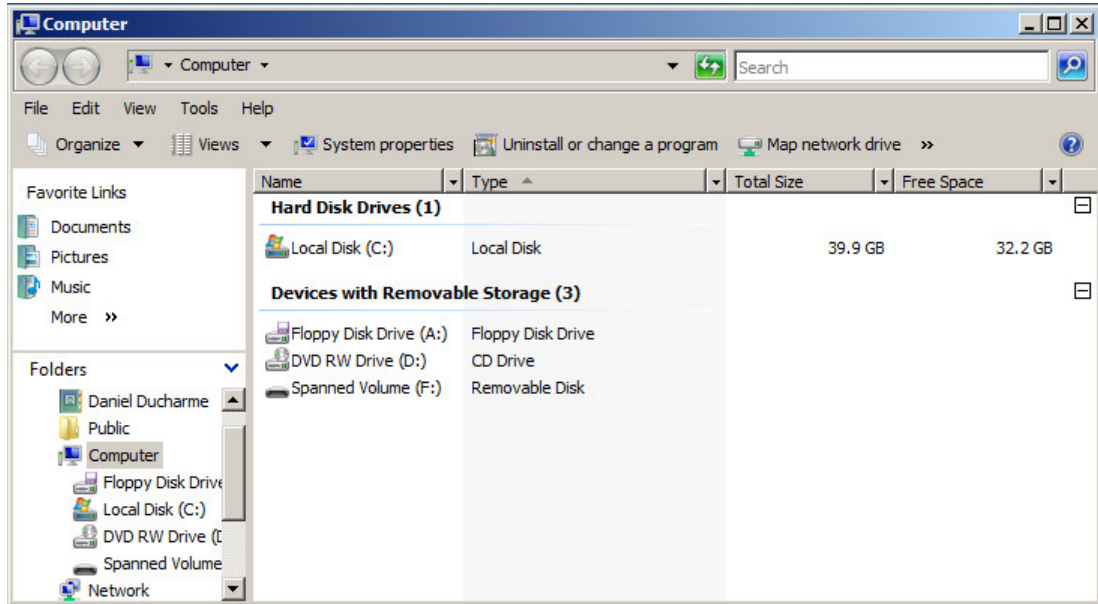 Computer
Computer
Search
File Edit View Tools Help
Organize Views System properties Uninstall or change a program Map network drive »
Favorite Links
Documents
Pictures
Music
More »
Folders
Daniel Ducharme
Public
Computer
Floppy Disk Drive
Local Disk (C:)
DVD RW Drive (D
Spanned Volume
Network
Name Type Total Size Free Space
Hard Disk Drives (1)
Local Disk (C:) Local Disk 39.9 GB 32.2 GB
Devices with Removable Storage (3)
Floppy Disk Drive (A:) Floppy Disk Drive
DVD RW Drive (D:) CD Drive
Spanned Volume (F:) Removable Disk